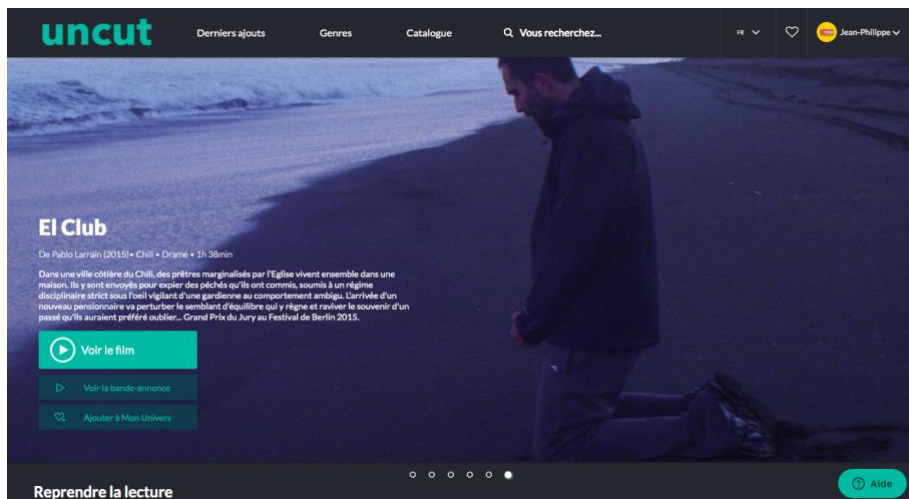 uncut
Derniers ajouts
Genres
Catalogue
Vous recherchez...
FR
Jean-Philippe
El Club
De Pablo Larraín (2015) • Chili • Drame • 1h 38min
Dans une ville côtière du Chili, des prêtres marginalisés par l'Eglise vivent ensemble dans une
maison. Ils y sont envoyés pour expier des péchés qu'ils ont commis, soumis à un régime
disciplinaire strict sous l'oeil vigilant d'une gardienne au comportement ambigu. L'arrivée d'un
nouveau pensionnaire va perturber le semblant d'équilibre qui y règne et raviver le souvenir d'un
passé qu'ils auraient préféré oublier... Grand Prix du Jury au Festival de Berlin 2015.
Voir le film
Voir la bande-annonce
Ajouter à Mon Univers
Reprendre la lecture
Aide